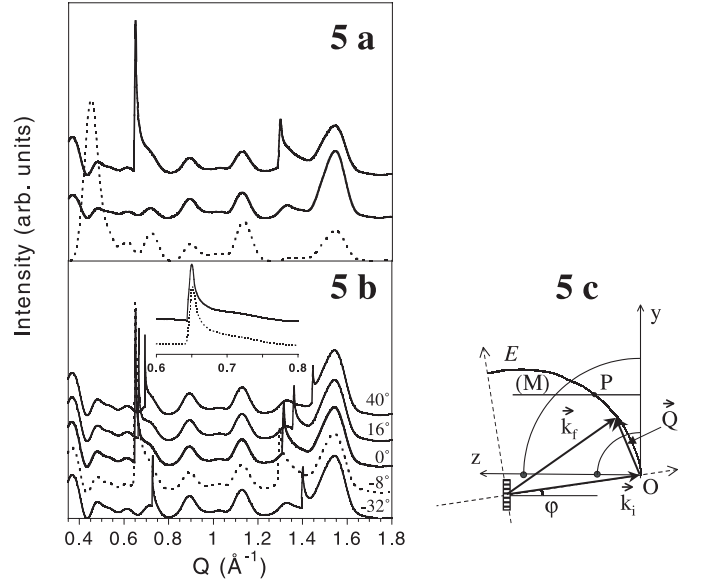 5 a
Intensity (arb. units)
5 b
0.6 0.7 0.8
40°
16°
0°
-8°
-32°
0.4 0.6 0.8 1 1.2 1.4 1.6 1.8
Q (Å⁻¹)
5 c
y
E
(M) P
k⃗f Q⃗
z
O
k⃗i
φ